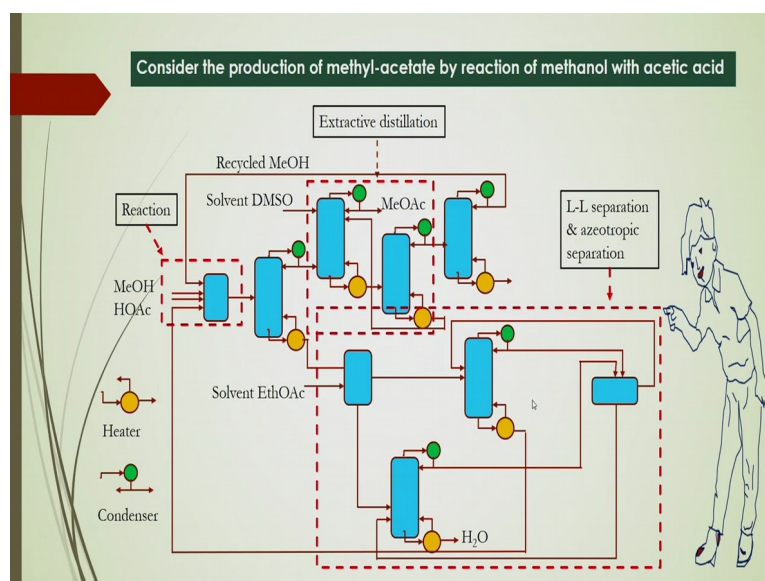 Consider the production of methyl-acetate by reaction of methanol with acetic acid
Extractive distillation
Recycled MeOH
Solvent DMSO
MeOAc
Reaction
L-L separation
& azeotropic
separation
MeOH
HOAc
Solvent EthOAc
Heater
Condenser
H₂O